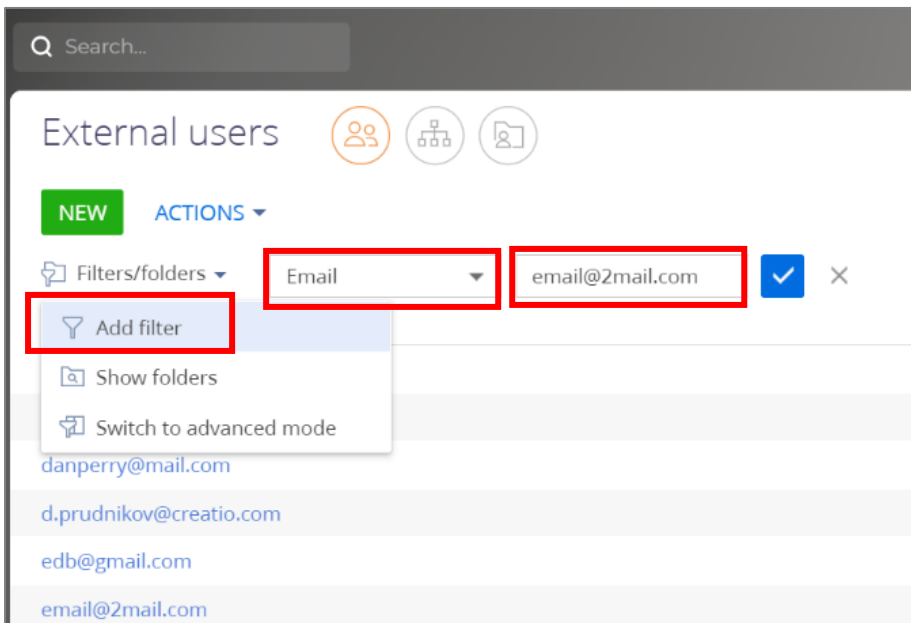 Search...
External users
NEW ACTIONS
Filters/folders Email email@2mail.com
Add filter
Show folders
Switch to advanced mode
danperry@mail.com
d.prudnikov@creatio.com
edb@gmail.com
email@2mail.com